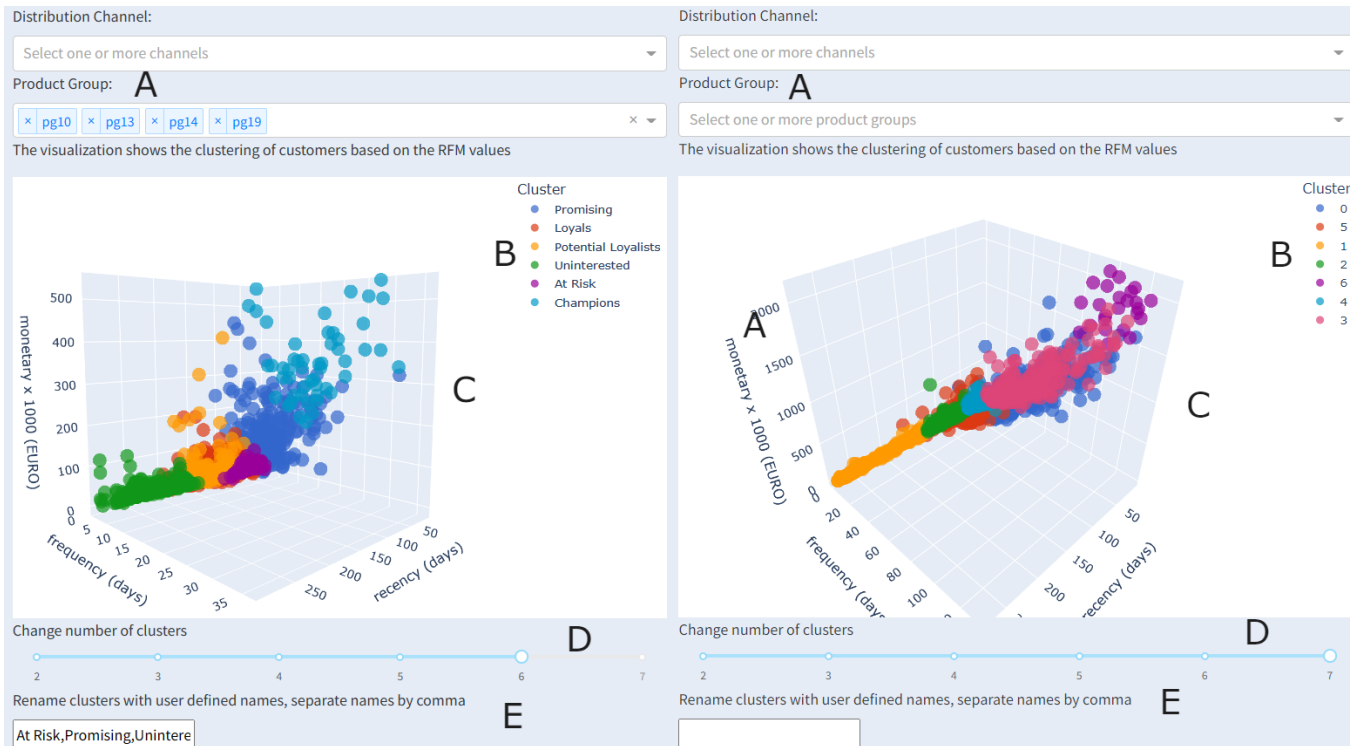 Distribution Channel:
Select one or more channels
Product Group:
A
× pg10 × pg13 × pg14 × pg19 ×
The visualization shows the clustering of customers based on the RFM values
Cluster
Promising
Loyals
Potential Loyalists
Uninterested
At Risk
Champions
B
C
monetary x 1000 (EURO)
500
400
300
200
100
0
0
5
10
15
20
25
30
35
frequency (days)
50
100
150
200
250
recency (days)
Change number of clusters
D
2 3 4 5 6 7
Rename clusters with user defined names, separate names by comma
E
At Risk,Promising,Unintere
Distribution Channel:
Select one or more channels
Product Group:
A
Select one or more product groups
The visualization shows the clustering of customers based on the RFM values
Cluster
0
5
1
2
6
4
3
B
A
C
monetary x 1000 (EURO)
1500
1000
500
0
0
20
40
60
80
100
frequency (days
50
100
150
200
recency (days)
Change number of clusters
D
2 3 4 5 6 7
Rename clusters with user defined names, separate names by comma
E